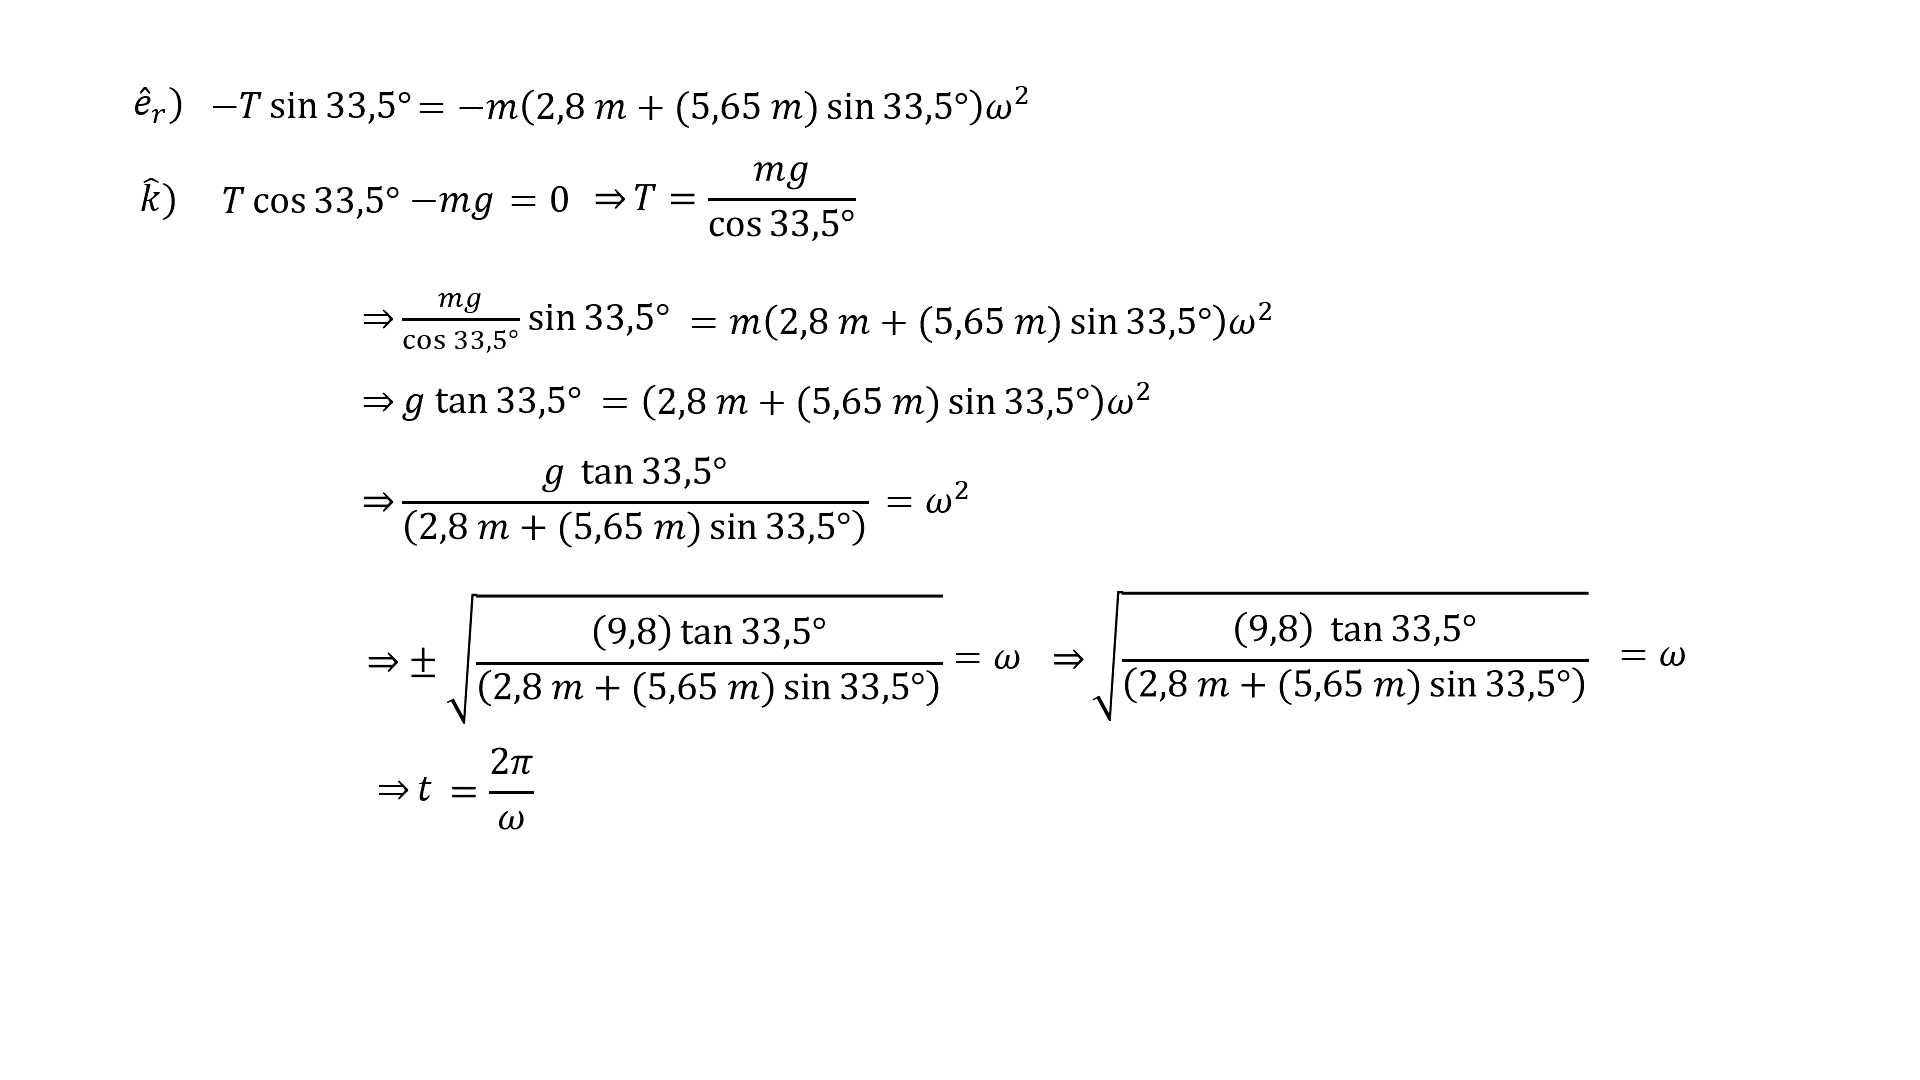 ê_r) −T sin 33,5° = −m(2,8 m + (5,65 m) sin 33,5°)ω²
k̂) T cos 33,5° −mg = 0 ⇒ T = mg / cos 33,5°
⇒ mg / cos 33,5° sin 33,5° = m(2,8 m + (5,65 m) sin 33,5°)ω²
⇒ g tan 33,5° = (2,8 m + (5,65 m) sin 33,5°)ω²
⇒ g tan 33,5° / (2,8 m + (5,65 m) sin 33,5°) = ω²
⇒ ± √((9,8) tan 33,5° / (2,8 m + (5,65 m) sin 33,5°)) = ω ⇒ √((9,8) tan 33,5° / (2,8 m + (5,65 m) sin 33,5°)) = ω
⇒ t = 2π / ω